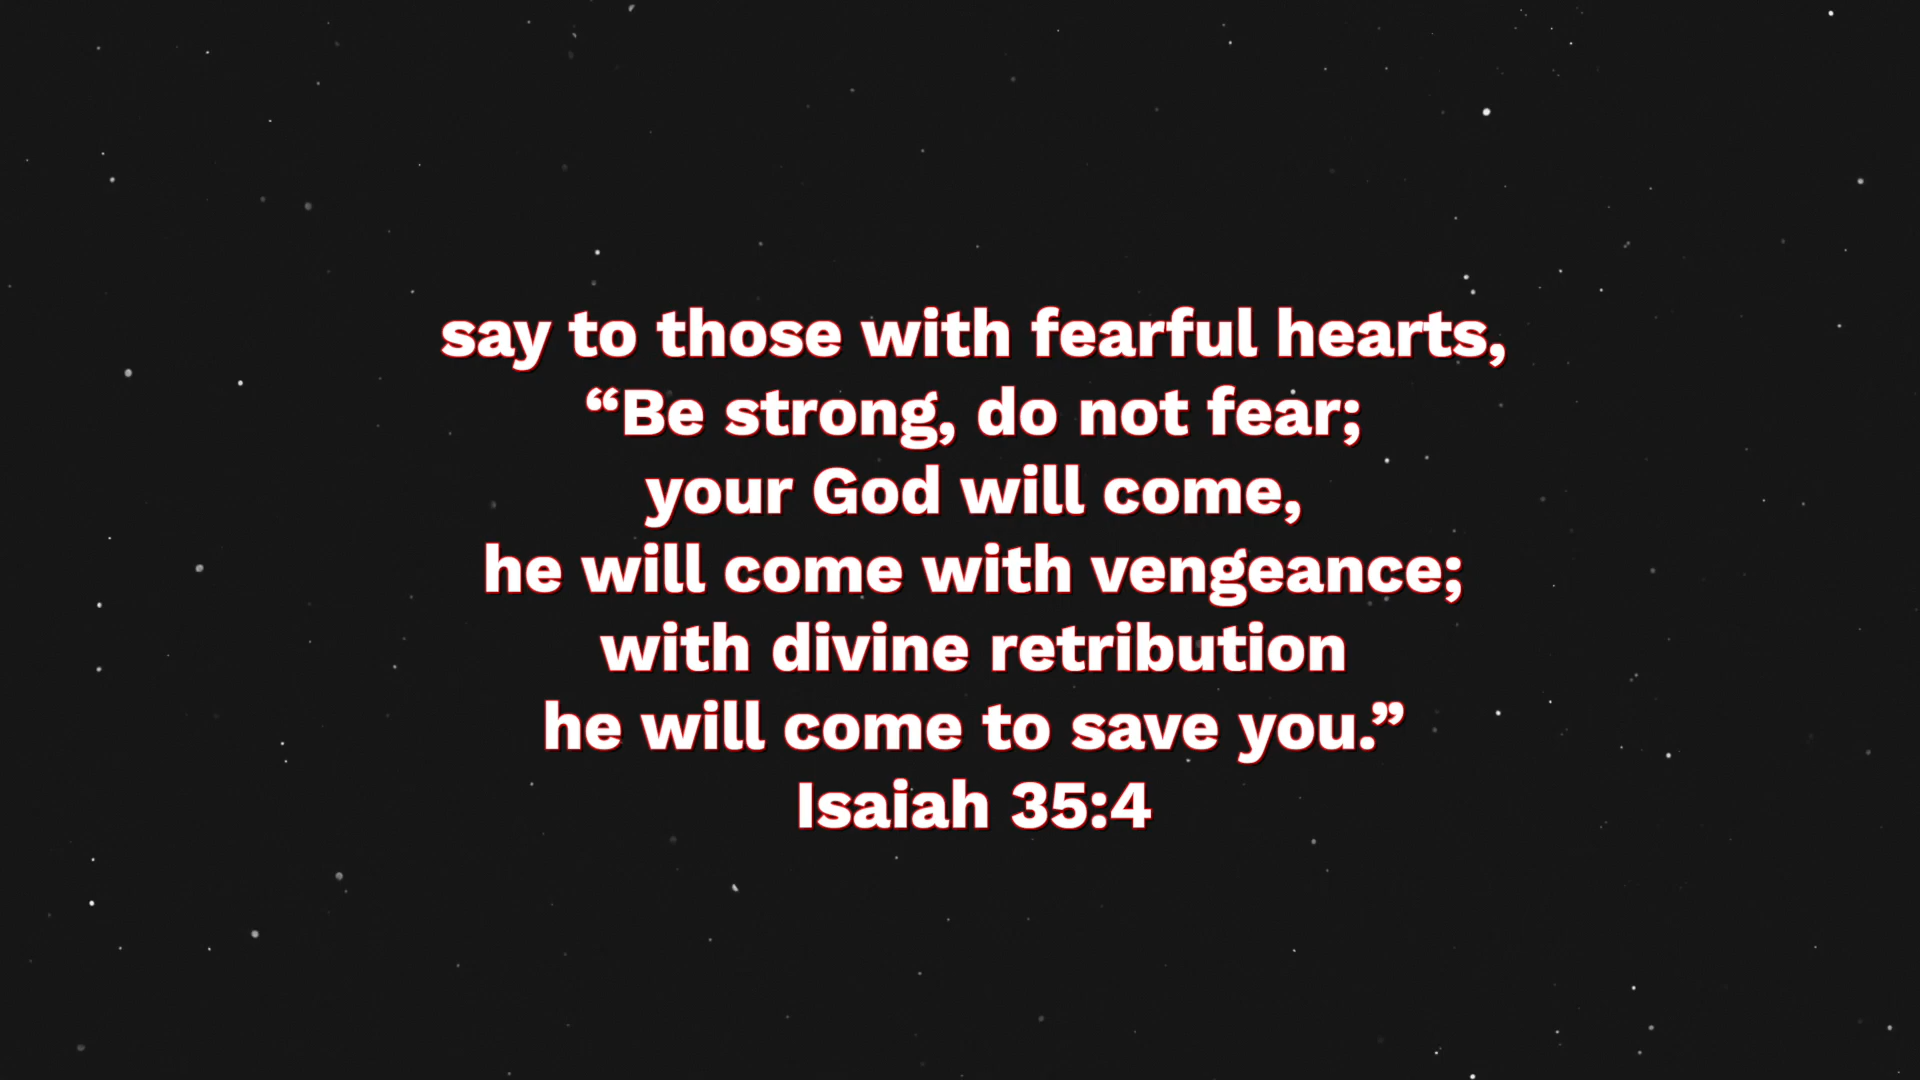 say to those with fearful hearts,
“Be strong, do not fear;
your God will come,
he will come with vengeance;
with divine retribution
he will come to save you.”
Isaiah 35:4